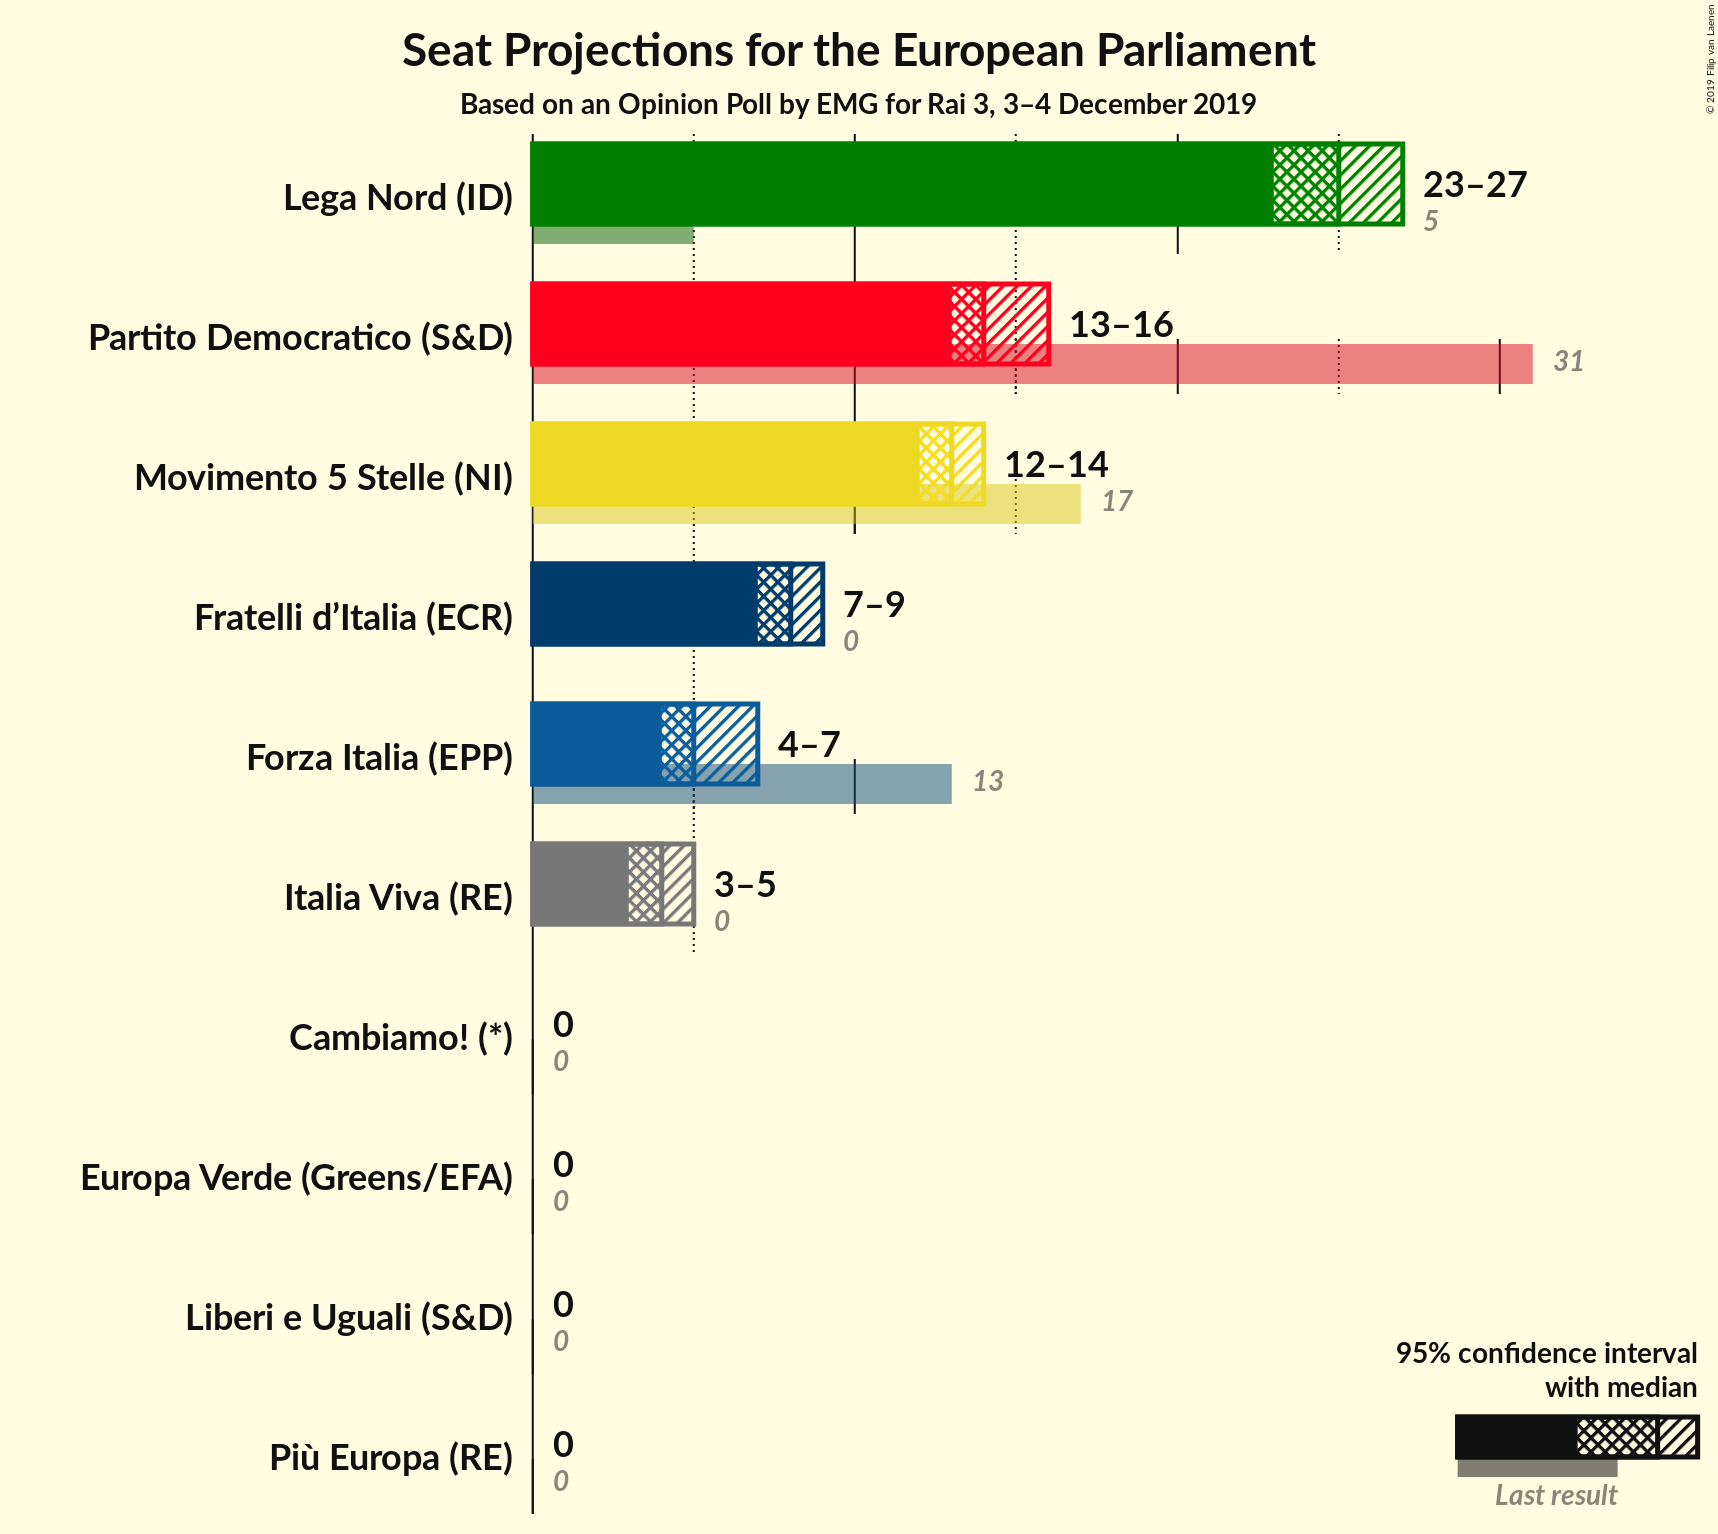 Seat Projections for the European Parliament
Based on an Opinion Poll by EMG for Rai 3, 3–4 December 2019
© 2019 Filip van Laenen
Lega Nord (ID)
23–27
5
Partito Democratico (S&D)
13–16
31
Movimento 5 Stelle (NI)
12–14
17
Fratelli d’Italia (ECR)
7–9
0
Forza Italia (EPP)
4–7
13
Italia Viva (RE)
3–5
0
Cambiamo! (*)
0
0
Europa Verde (Greens/EFA)
0
0
Liberi e Uguali (S&D)
0
0
Più Europa (RE)
0
0
95% confidence interval
with median
Last result